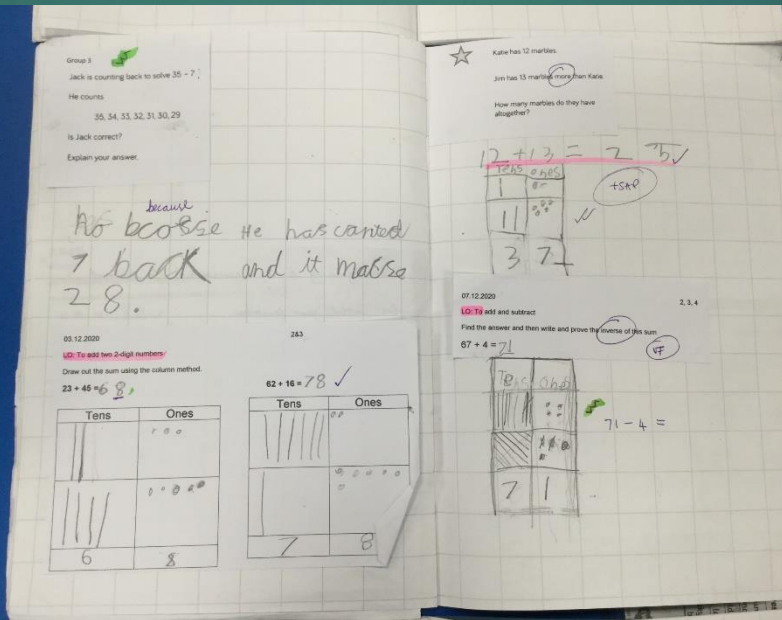 Group 3
Jack is counting back to solve 35 - 7.
He counts
35, 34, 33, 32, 31, 30, 29
Is Jack correct?
Explain your answer.
because
No bcosie He has canted
7 back and it matse
28.
03.12.2020
2&3
LO: To add two 2-digit numbers
Draw out the sum using the column method.
23 + 45 = 68
62 + 16 = 78 ✓
Tens Ones
6 8
Tens Ones
7 8
Katie has 12 marbles.
Jim has 13 marbles more than Katie
How many marbles do they have
altogether?
12 + 13 = 25 ✓
Tens ones
3 7
07.12.2020
2, 3, 4
LO: To add and subtract
Find the answer and then write and prove the inverse of this sum
67 + 4 = 71
VF
Tens Ones
71 - 4 =
7 1